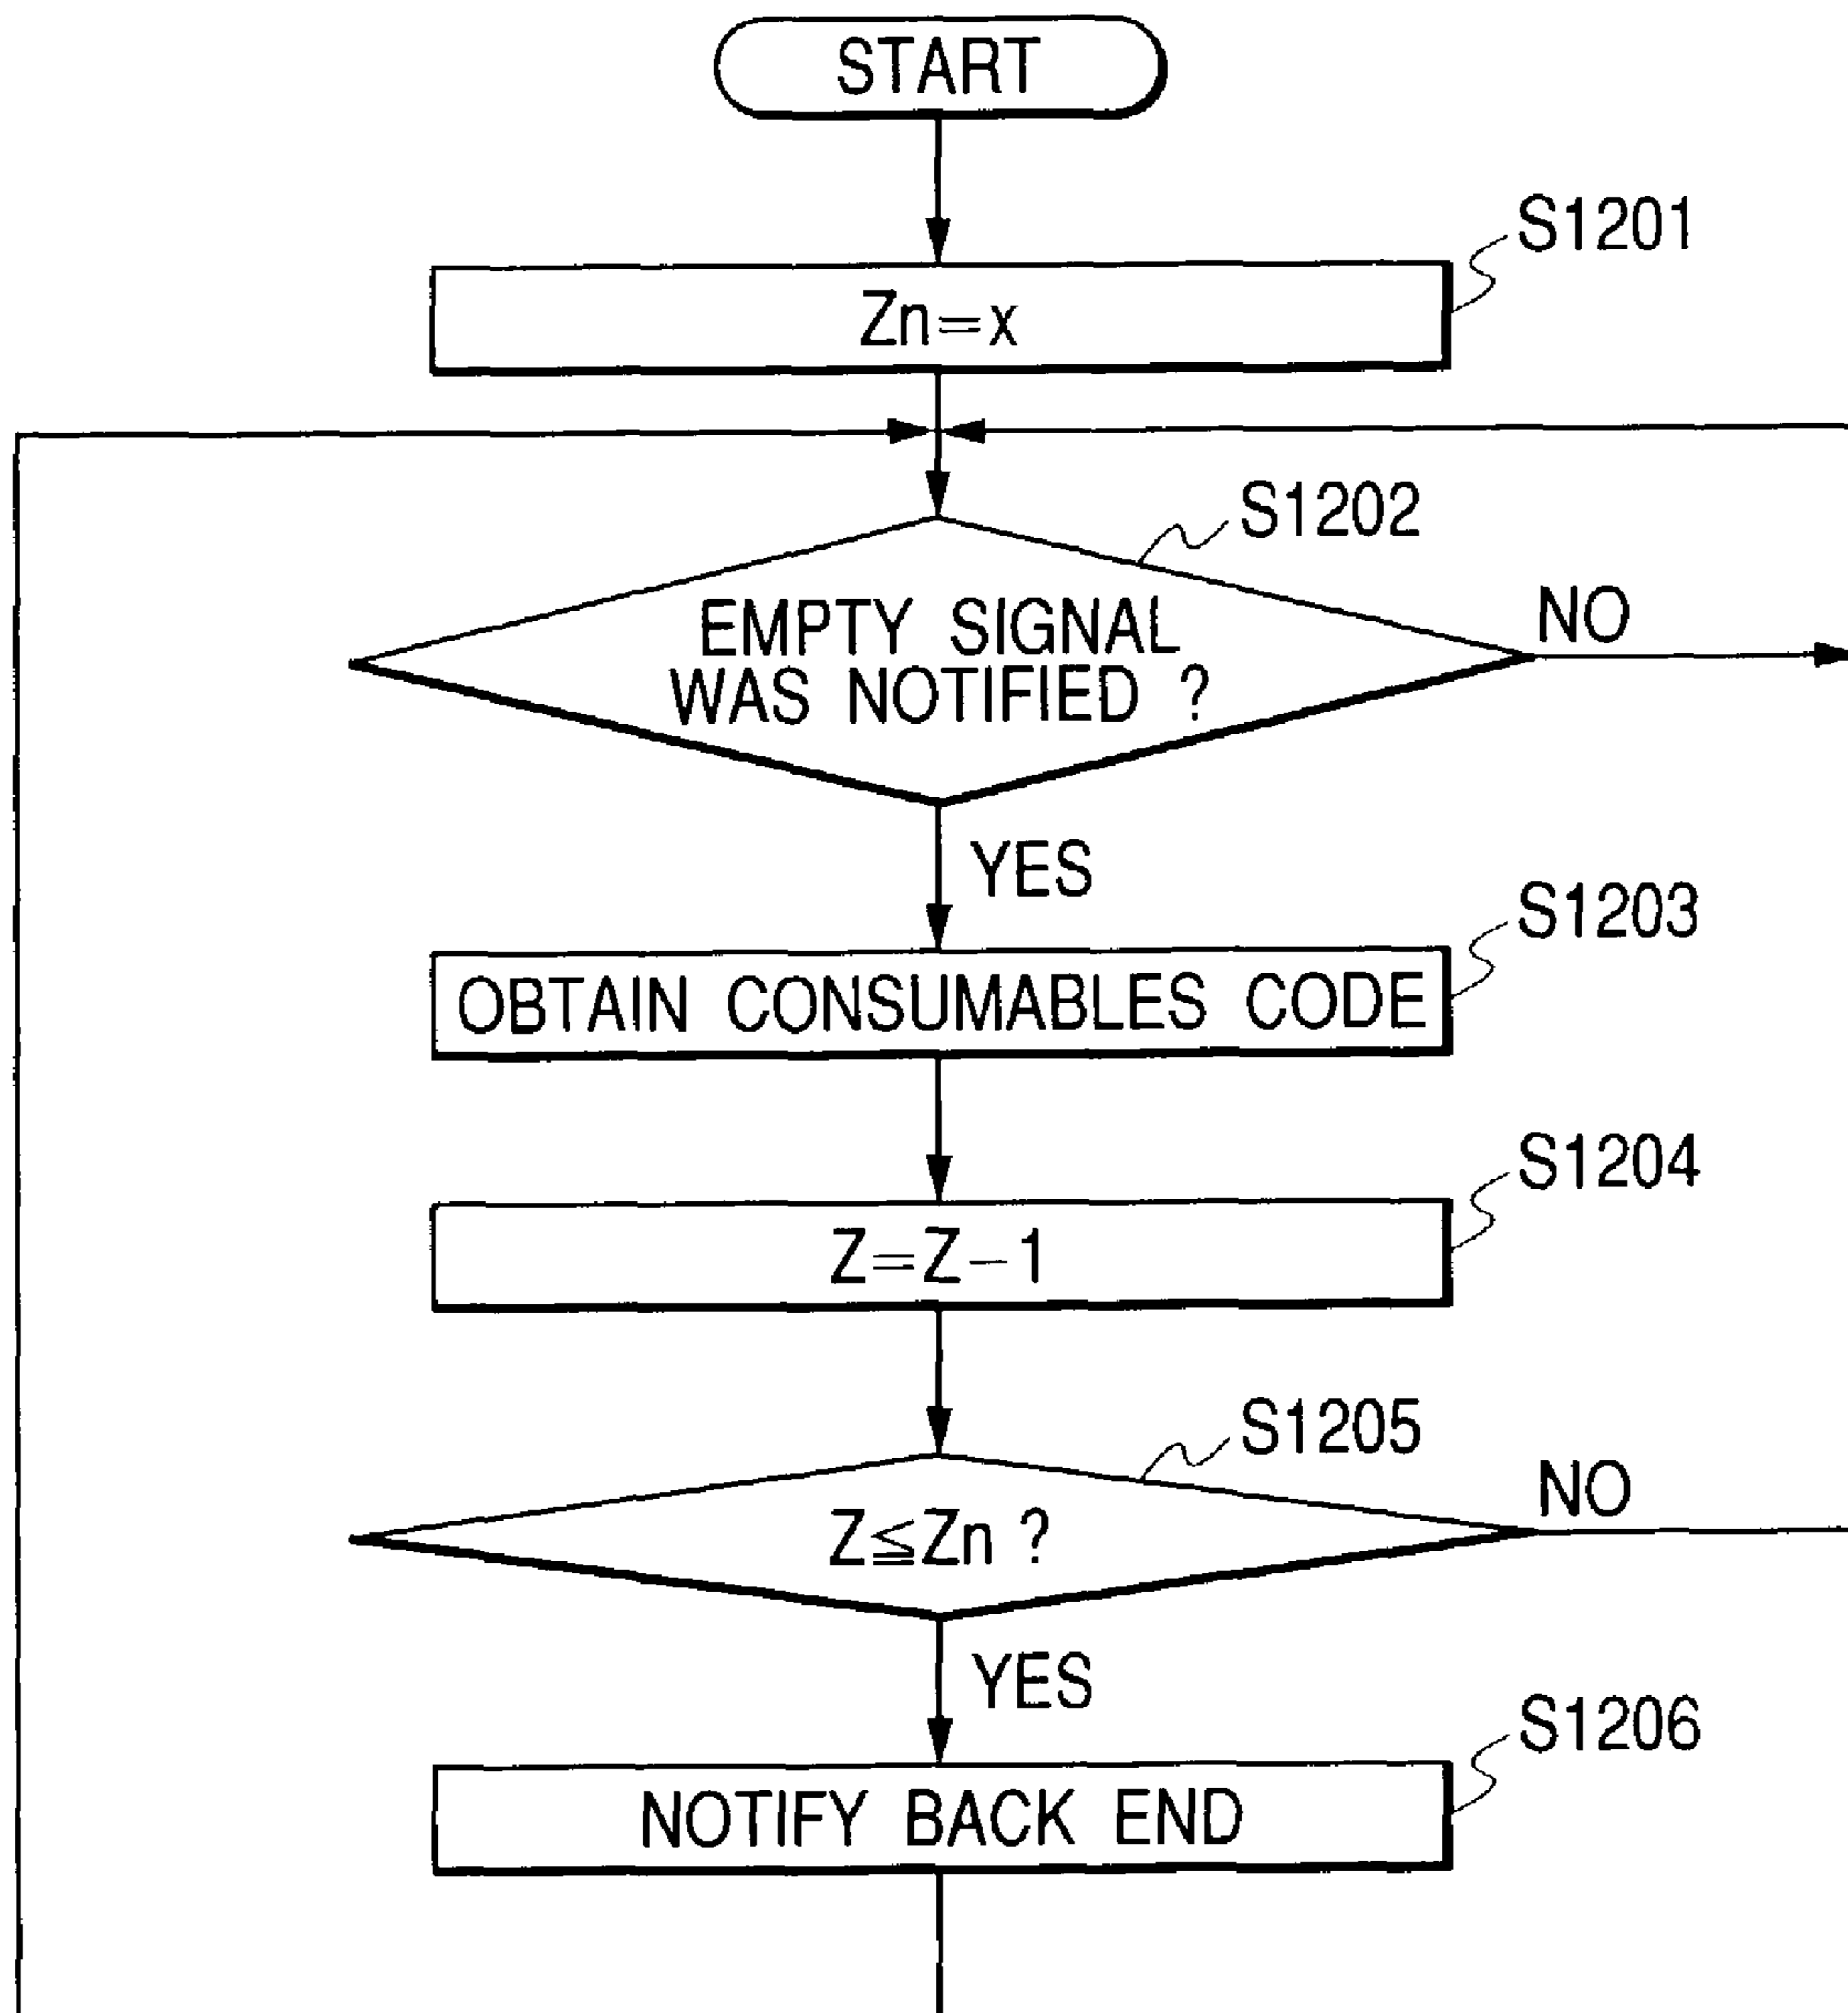 START
S1201
Zn=x
S1202
EMPTY SIGNAL
WAS NOTIFIED ?
NO
YES
S1203
OBTAIN CONSUMABLES CODE
S1204
Z=Z-1
S1205
Z≦Zn ?
NO
YES
S1206
NOTIFY BACK END